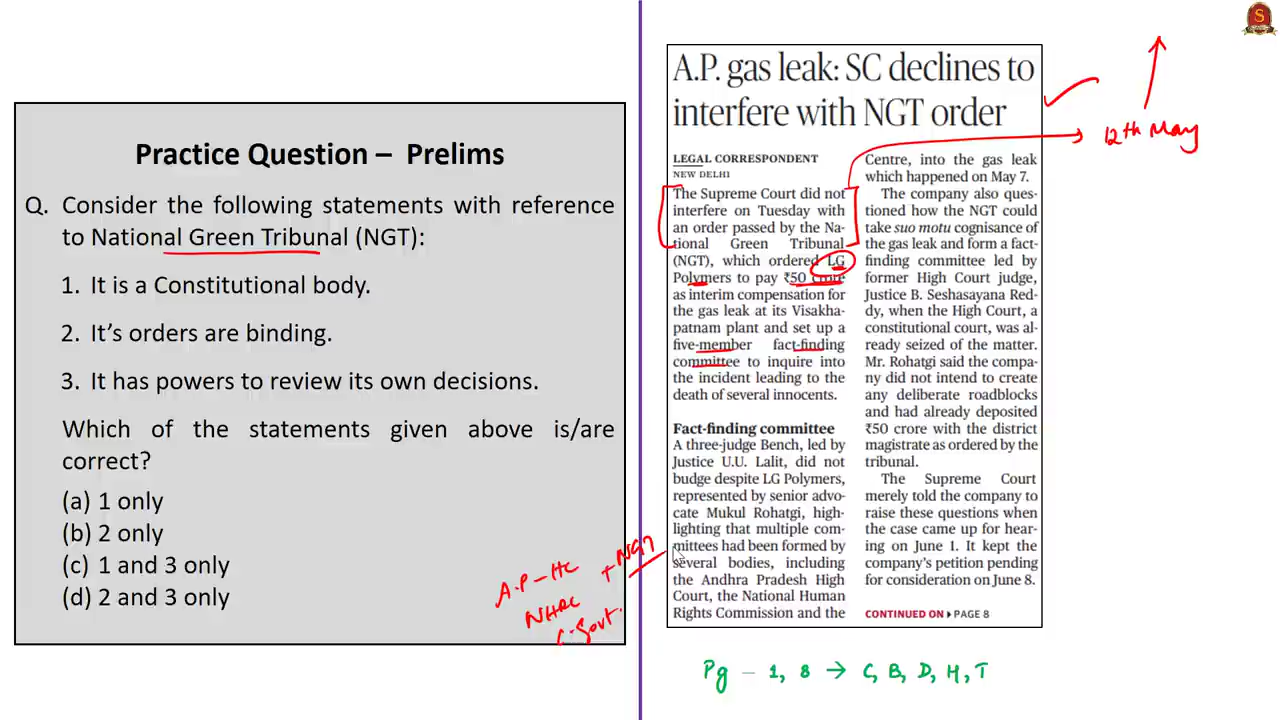 Practice Question – Prelims
Q. Consider the following statements with reference
to National Green Tribunal (NGT):
1. It is a Constitutional body.
2. It’s orders are binding.
3. It has powers to review its own decisions.
Which of the statements given above is/are
correct?
(a) 1 only
(b) 2 only
(c) 1 and 3 only
(d) 2 and 3 only
A.P-HC
+NGT
NHRC
C.Govt.
A.P. gas leak: SC declines to
interfere with NGT order
12th May
LEGAL CORRESPONDENT
NEW DELHI
The Supreme Court did not
interfere on Tuesday with
an order passed by the Na-
tional Green Tribunal
(NGT), which ordered LG
Polymers to pay ₹50 crore
as interim compensation for
the gas leak at its Visakha-
patnam plant and set up a
five-member fact-finding
committee to inquire into
the incident leading to the
death of several innocents.
Fact-finding committee
A three-judge Bench, led by
Justice U.U. Lalit, did not
budge despite LG Polymers,
represented by senior advo-
cate Mukul Rohatgi, high-
lighting that multiple com-
mittees had been formed by
several bodies, including
the Andhra Pradesh High
Court, the National Human
Rights Commission and the
Centre, into the gas leak
which happened on May 7.
The company also ques-
tioned how the NGT could
take suo motu cognisance of
the gas leak and form a fact-
finding committee led by
former High Court judge,
Justice B. Seshasayana Red-
dy, when the High Court, a
constitutional court, was al-
ready seized of the matter.
Mr. Rohatgi said the compa-
ny did not intend to create
any deliberate roadblocks
and had already deposited
₹50 crore with the district
magistrate as ordered by the
tribunal.
The Supreme Court
merely told the company to
raise these questions when
the case came up for hear-
ing on June 1. It kept the
company’s petition pending
for consideration on June 8.
CONTINUED ON PAGE 8
Pg – 1, 8 → C, B, D, H, T